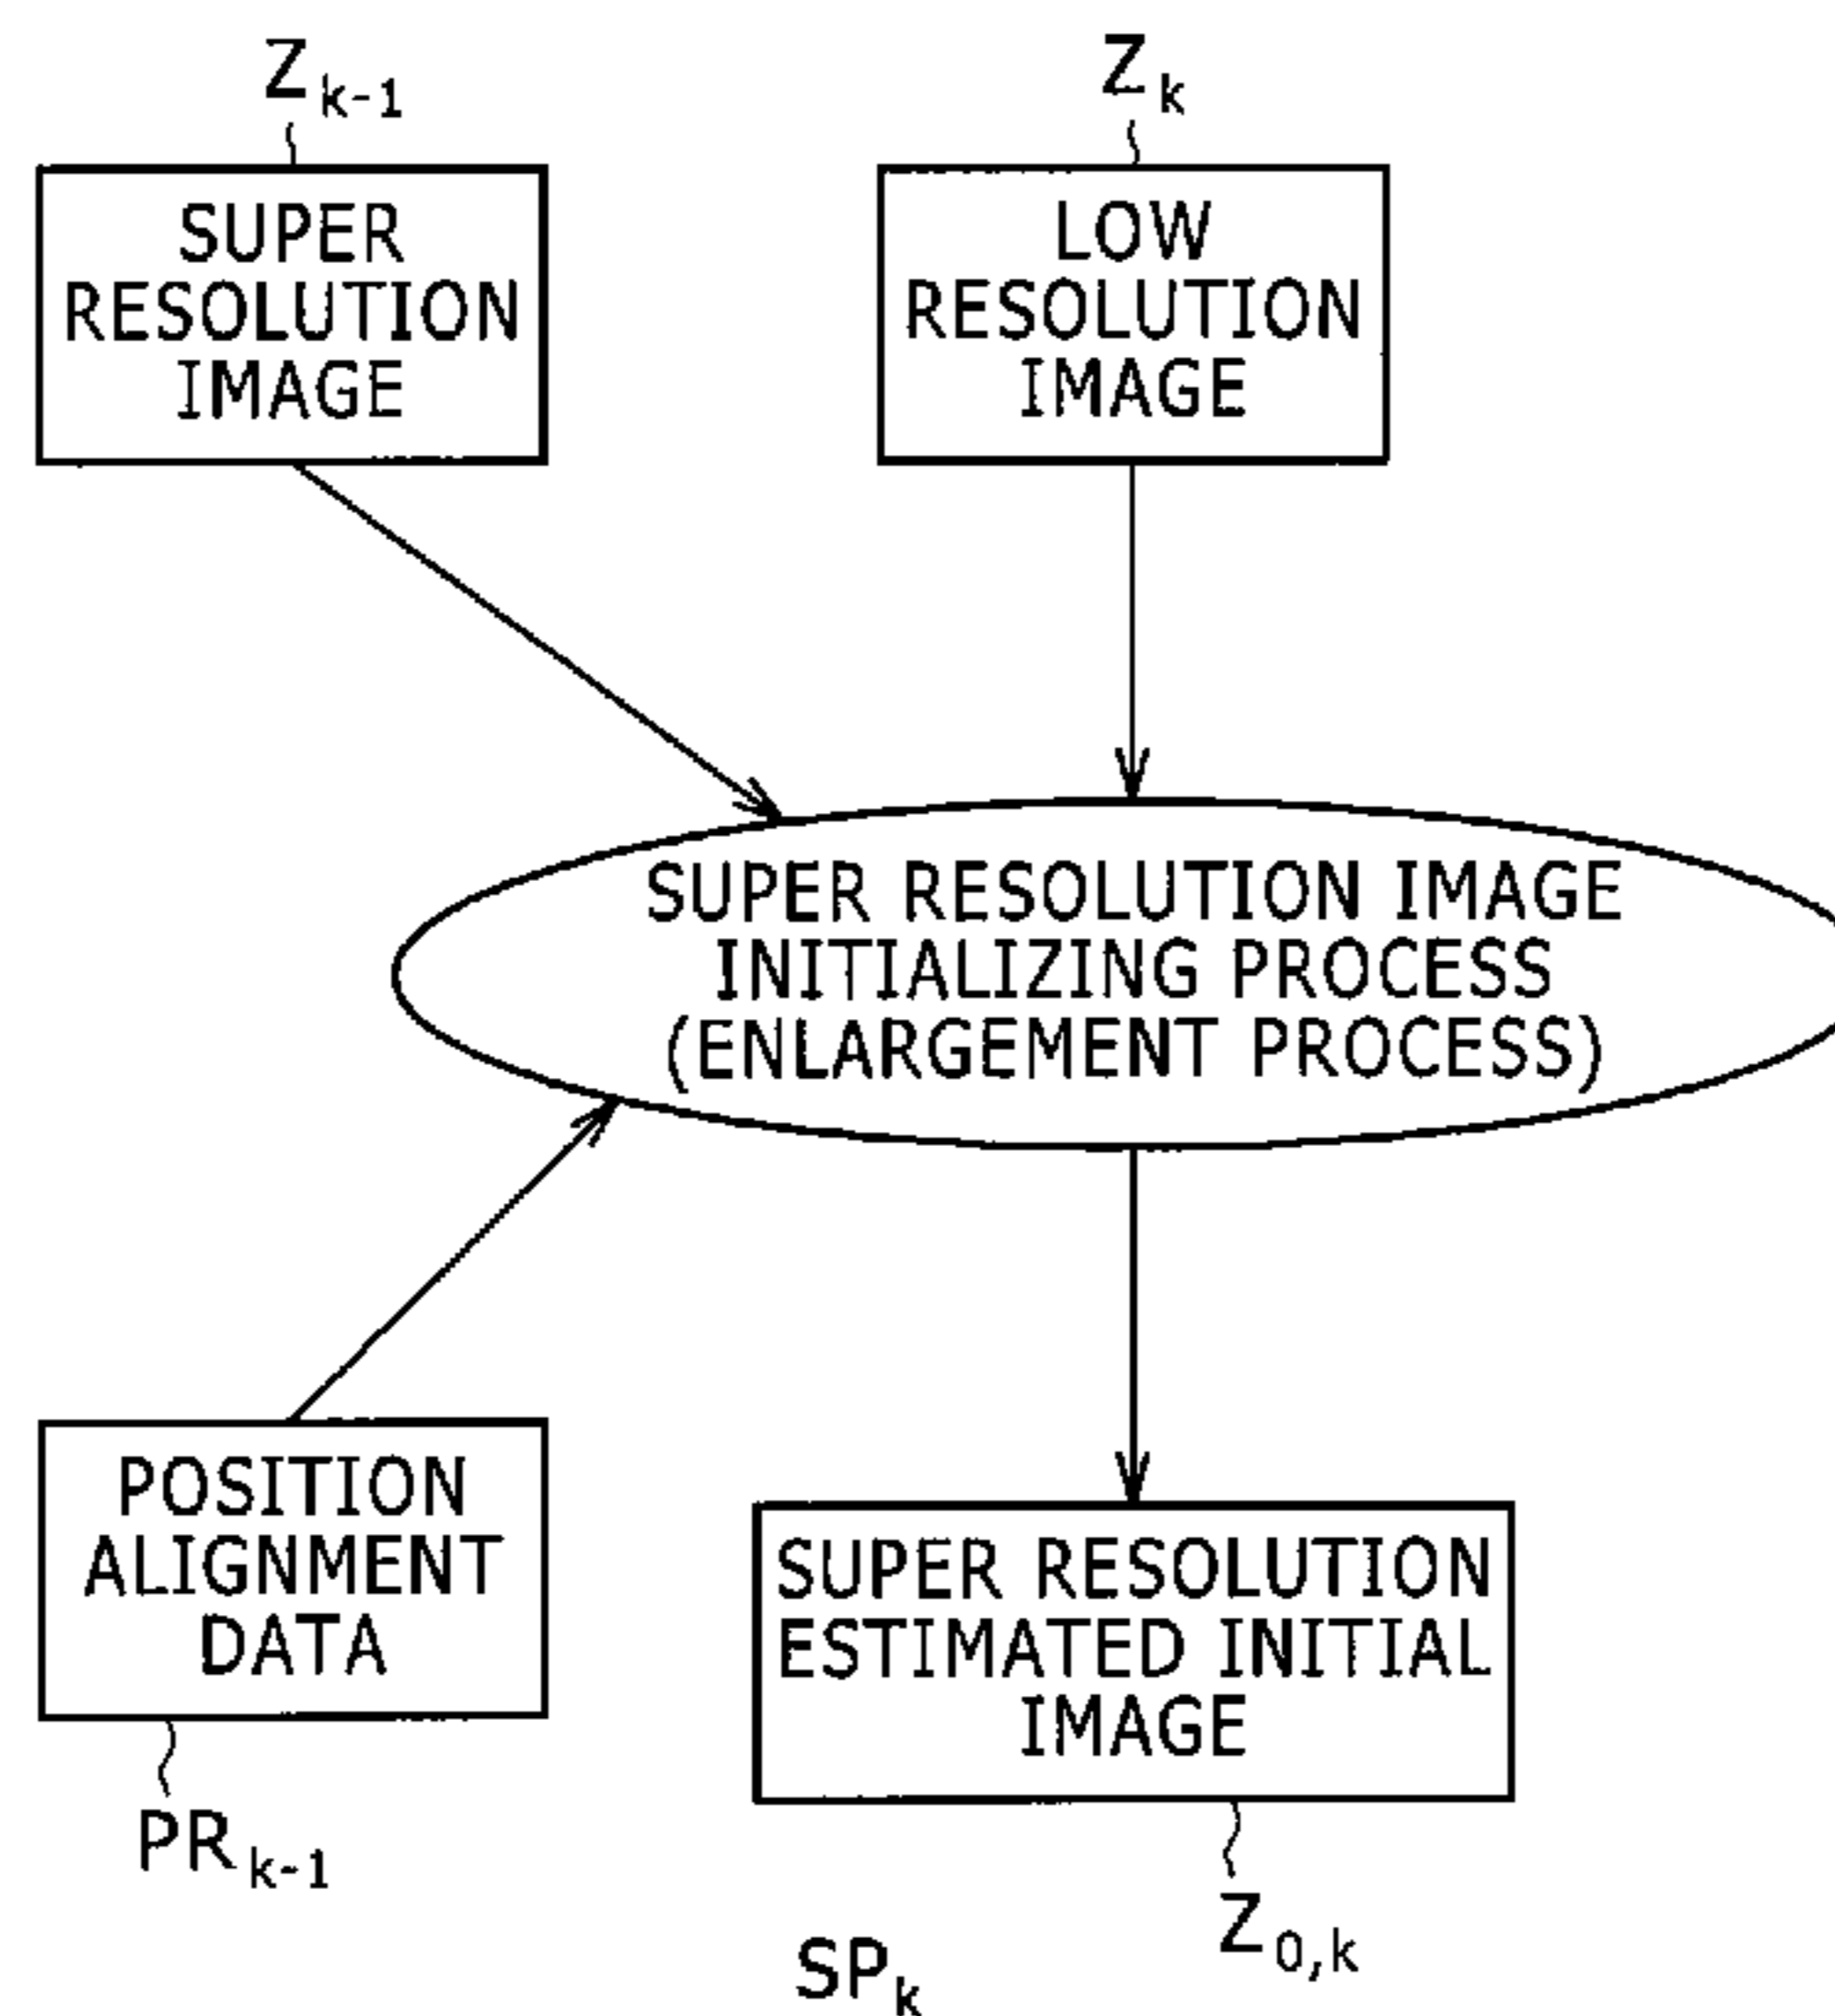 Z k-1
Z k
SUPER
RESOLUTION
IMAGE
LOW
RESOLUTION
IMAGE
SUPER RESOLUTION IMAGE
INITIALIZING PROCESS
(ENLARGEMENT PROCESS)
POSITION
ALIGNMENT
DATA
SUPER RESOLUTION
ESTIMATED INITIAL
IMAGE
PR k-1
Z 0,k
SP k